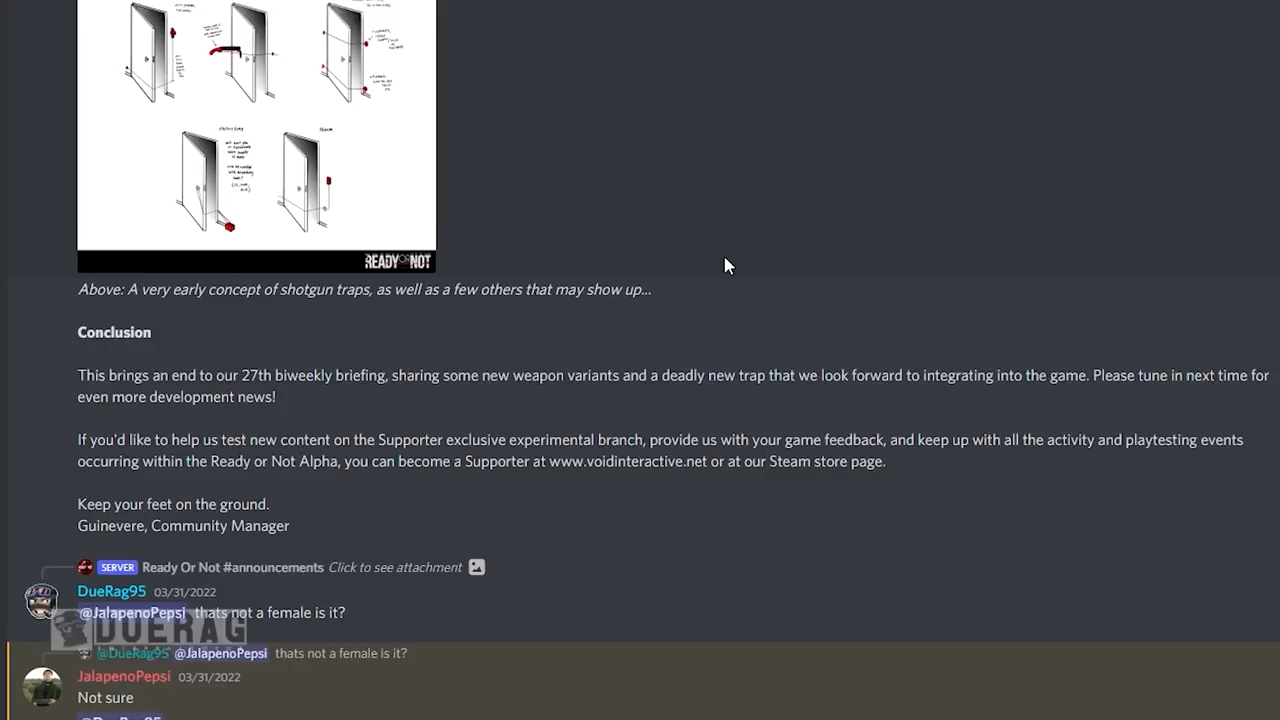 Alarm
READY OR NOT
Above: A very early concept of shotgun traps, as well as a few others that may show up...
Conclusion
This brings an end to our 27th biweekly briefing, sharing some new weapon variants and a deadly new trap that we look forward to integrating into the game. Please tune in next time for
even more development news!
If you'd like to help us test new content on the Supporter exclusive experimental branch, provide us with your game feedback, and keep up with all the activity and playtesting events
occurring within the Ready or Not Alpha, you can become a Supporter at www.voidinteractive.net or at our Steam store page.
Keep your feet on the ground.
Guinevere, Community Manager
SERVER Ready Or Not #announcements Click to see attachment
DueRag95 03/31/2022
@JalapenoPepsi thats not a female is it?
DUERAG
@DueRag95 @JalapenoPepsi thats not a female is it?
JalapenoPepsi 03/31/2022
Not sure
@DueRag95